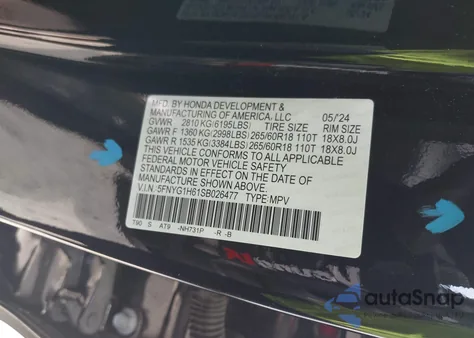 MFD. BY HONDA DEVELOPMENT &
MANUFACTURING OF AMERICA, LLC 05/24
GVWR 2810 KG(6195LBS) TIRE SIZE RIM SIZE
GAWR F 1360 KG(2998LBS) 265/60R18 110T 18X8.0J
GAWR R 1535 KG(3384LBS) 265/60R18 110T 18X8.0J
THIS VEHICLE CONFORMS TO ALL APPLICABLE
FEDERAL MOTOR VEHICLE SAFETY
STANDARDS IN EFFECT ON THE DATE OF
MANUFACTURE SHOWN ABOVE.
V.I.N: 5FNYG1H61SB026477 TYPE:MPV
T90 S AT9 -NH731P -R -B
autoSnap